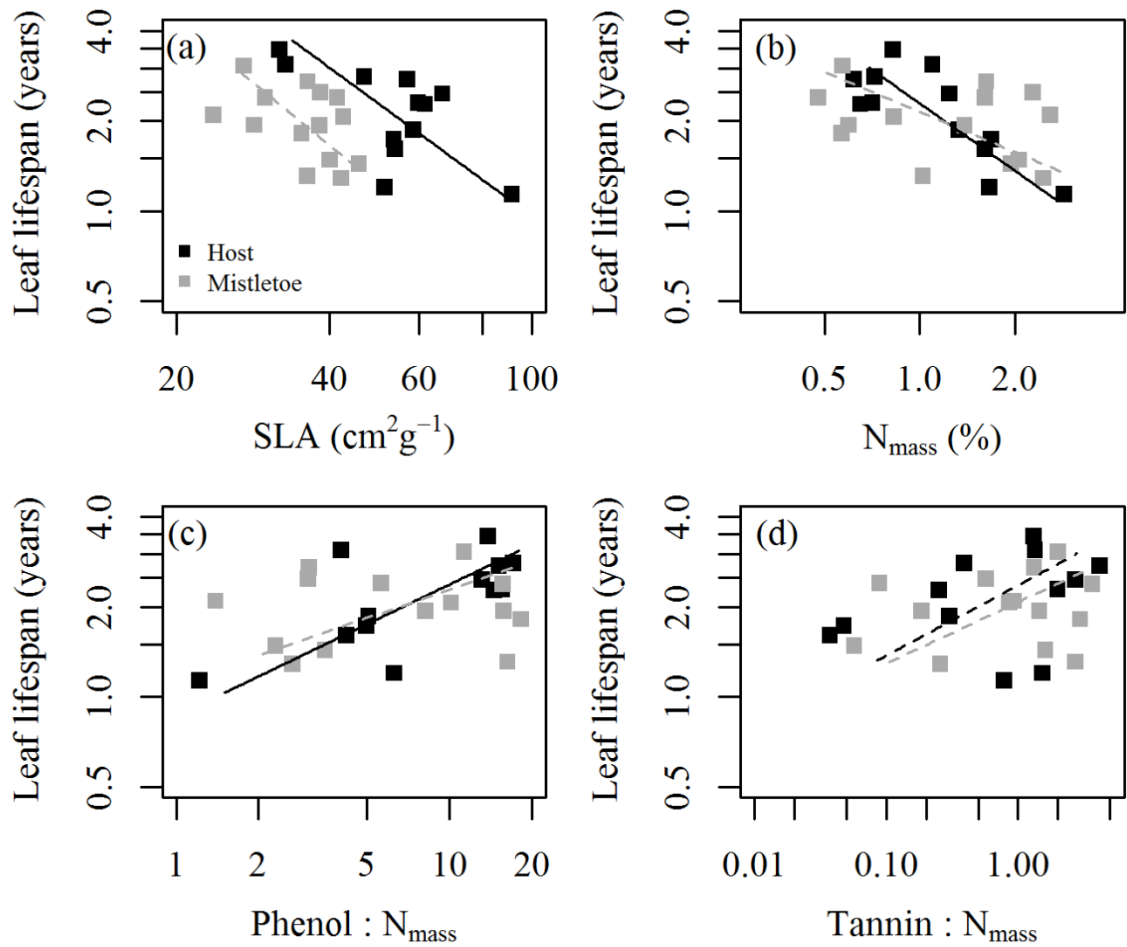 (a)
Leaf lifespan (years)
4.0
2.0
1.0
0.5
Host
Mistletoe
20 40 60 100
SLA (cm²g⁻¹)
(b)
Leaf lifespan (years)
4.0
2.0
1.0
0.5
0.5 1.0 2.0
Nmass (%)
(c)
Leaf lifespan (years)
4.0
2.0
1.0
0.5
1 2 5 10 20
Phenol : Nmass
(d)
Leaf lifespan (years)
4.0
2.0
1.0
0.5
0.01 0.10 1.00
Tannin : Nmass